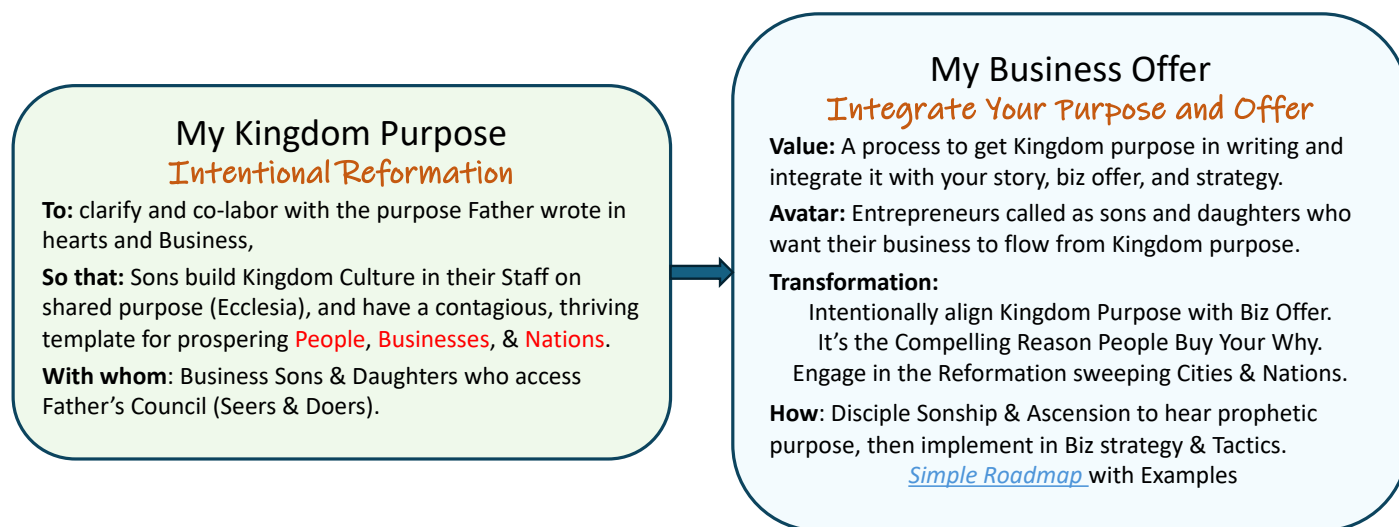 My Kingdom Purpose
Intentional Reformation
To: clarify and co-labor with the purpose Father wrote in
hearts and Business,
So that: Sons build Kingdom Culture in their Staff on
shared purpose (Ecclesia), and have a contagious, thriving
template for prospering People, Businesses, & Nations.
With whom: Business Sons & Daughters who access
Father’s Council (Seers & Doers).
My Business Offer
Integrate Your Purpose and Offer
Value: A process to get Kingdom purpose in writing and
integrate it with your story, biz offer, and strategy.
Avatar: Entrepreneurs called as sons and daughters who
want their business to flow from Kingdom purpose.
Transformation:
Intentionally align Kingdom Purpose with Biz Offer.
It’s the Compelling Reason People Buy Your Why.
Engage in the Reformation sweeping Cities & Nations.
How: Disciple Sonship & Ascension to hear prophetic
purpose, then implement in Biz strategy & Tactics.
Simple Roadmap with Examples